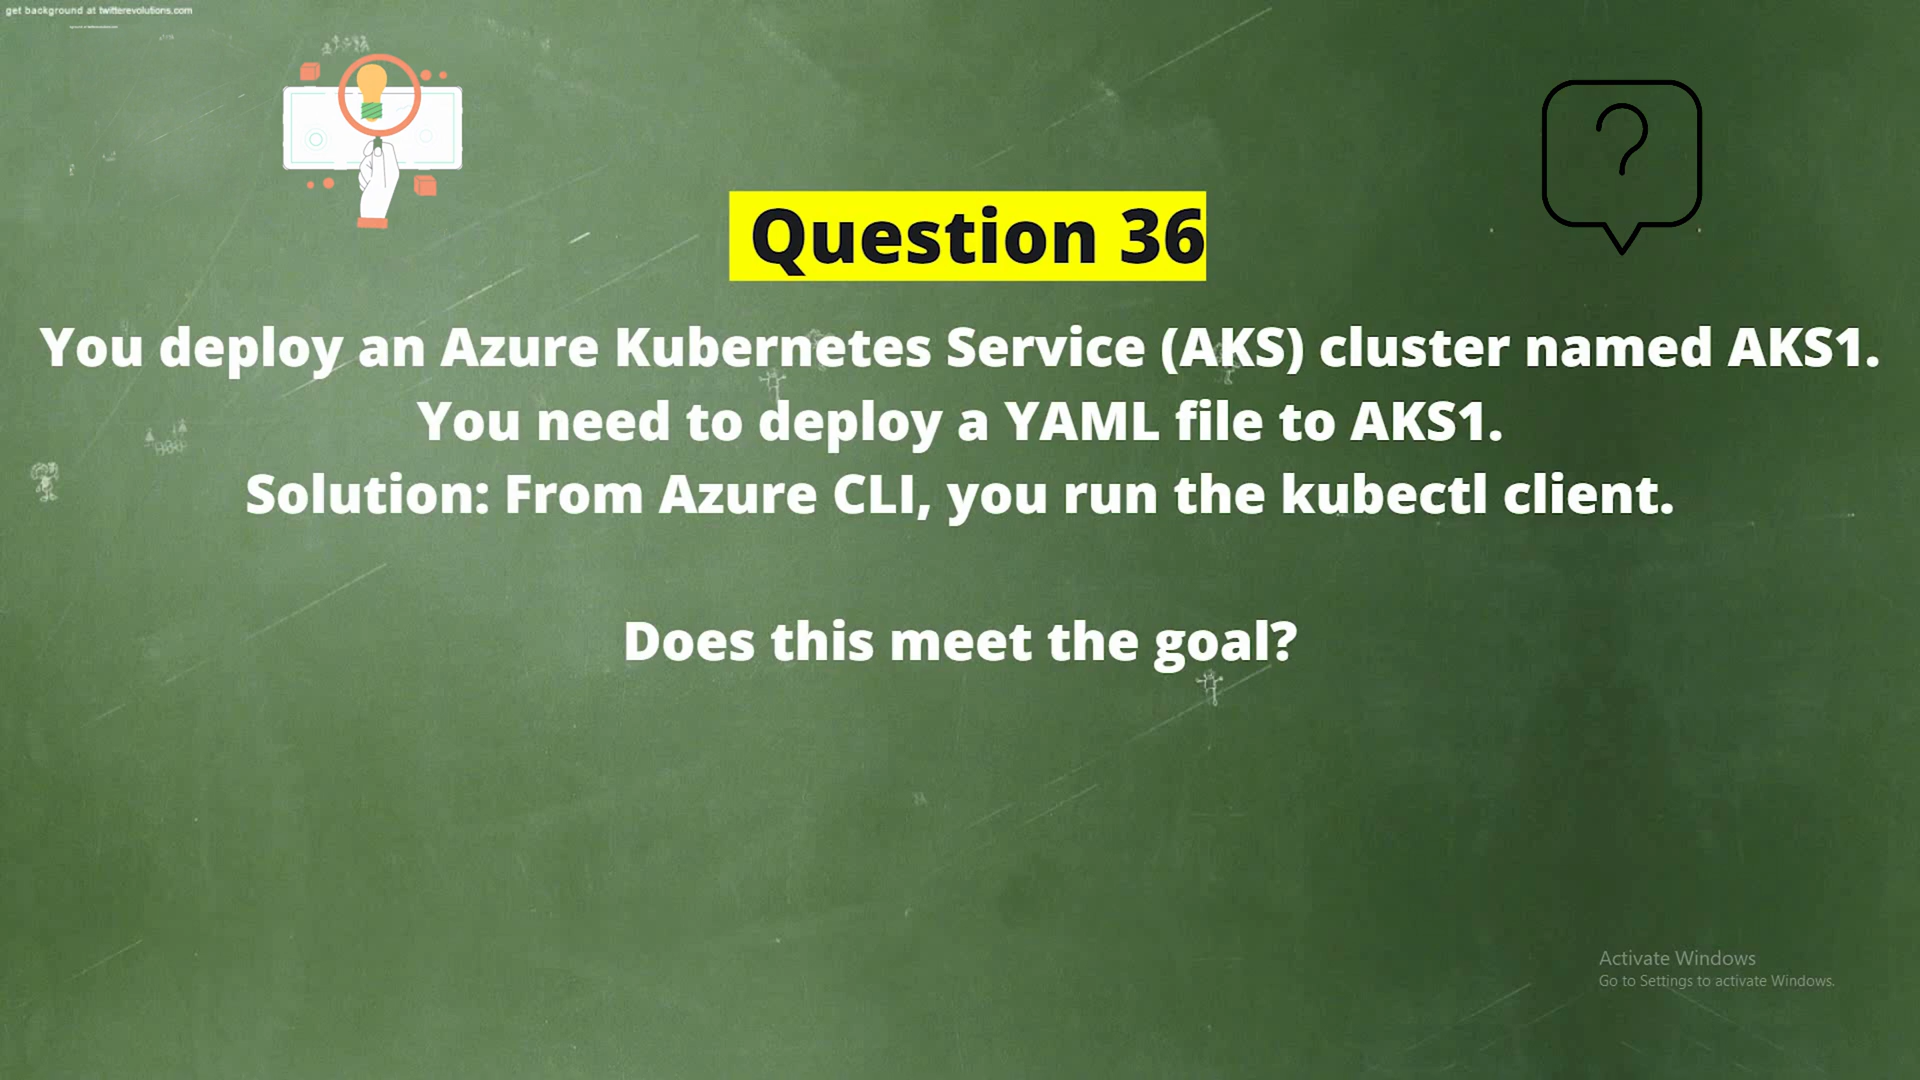 get background at twitterevolutions.com
Question 36
You deploy an Azure Kubernetes Service (AKS) cluster named AKS1.
You need to deploy a YAML file to AKS1.
Solution: From Azure CLI, you run the kubectl client.
Does this meet the goal?
Activate Windows
Go to Settings to activate Windows.